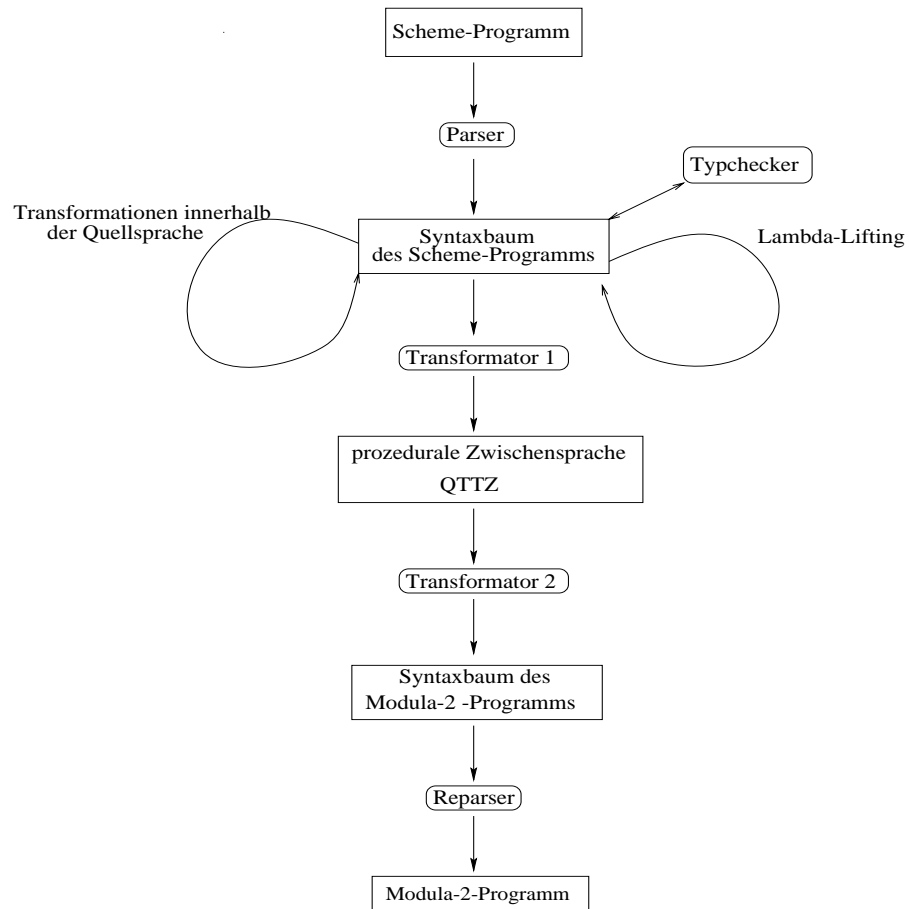 Scheme-Programm
Parser
Typchecker
Transformationen innerhalb
der Quellsprache
Syntaxbaum
des Scheme-Programms
Lambda-Lifting
Transformator 1
prozedurale Zwischensprache
QTTZ
Transformator 2
Syntaxbaum des
Modula-2 -Programms
Reparser
Modula-2-Programm